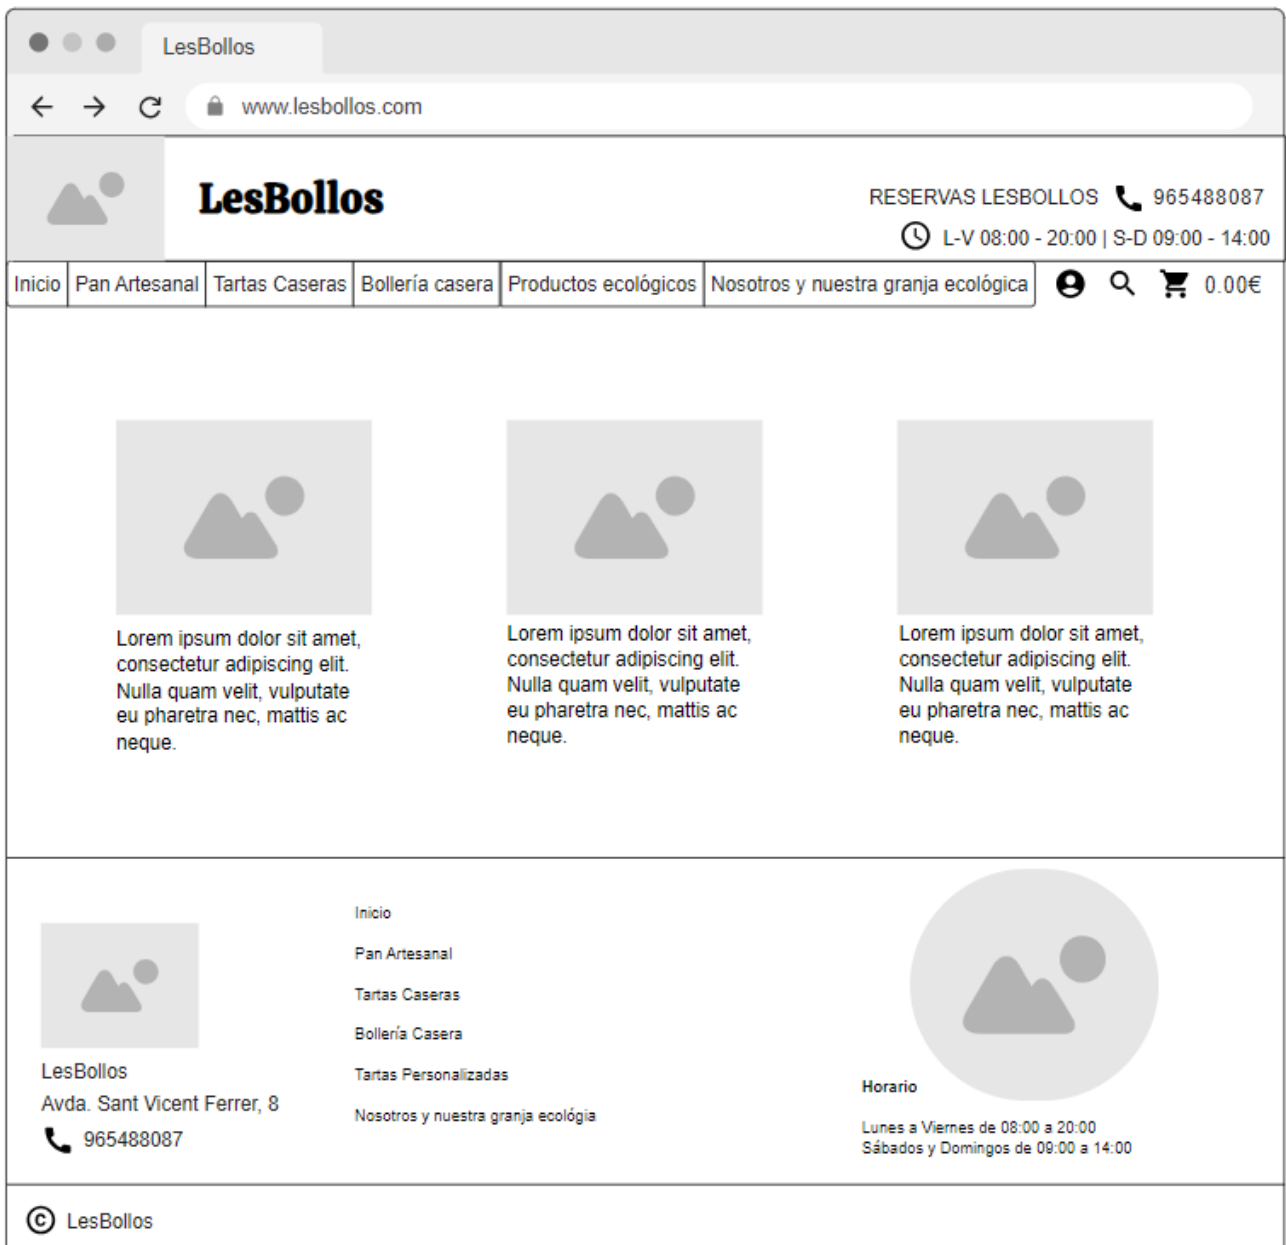 LesBollos
www.lesbollos.com
LesBollos
RESERVAS LESBOLLOS 965488087
L-V 08:00 - 20:00 | S-D 09:00 - 14:00
Inicio Pan Artesanal Tartas Caseras Bollería casera Productos ecológicos Nosotros y nuestra granja ecológica 0.00€
Lorem ipsum dolor sit amet,
consectetur adipiscing elit.
Nulla quam velit, vulputate
eu pharetra nec, mattis ac
neque.
Lorem ipsum dolor sit amet,
consectetur adipiscing elit.
Nulla quam velit, vulputate
eu pharetra nec, mattis ac
neque.
Lorem ipsum dolor sit amet,
consectetur adipiscing elit.
Nulla quam velit, vulputate
eu pharetra nec, mattis ac
neque.
LesBollos
Avda. Sant Vicent Ferrer, 8
965488087
Inicio
Pan Artesanal
Tartas Caseras
Bollería Casera
Tartas Personalizadas
Nosotros y nuestra granja ecológia
Horario
Lunes a Viernes de 08:00 a 20:00
Sábados y Domingos de 09:00 a 14:00
© LesBollos